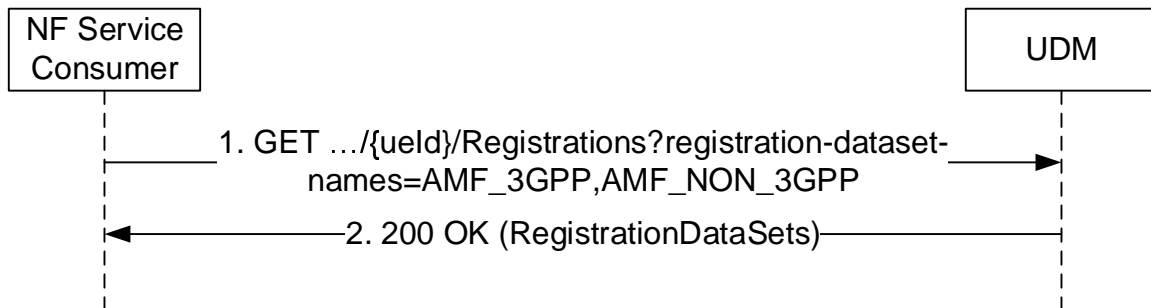 NF Service
Consumer
UDM
1. GET …/{ueId}/Registrations?registration-dataset-
names=AMF_3GPP,AMF_NON_3GPP
2. 200 OK (RegistrationDataSets)